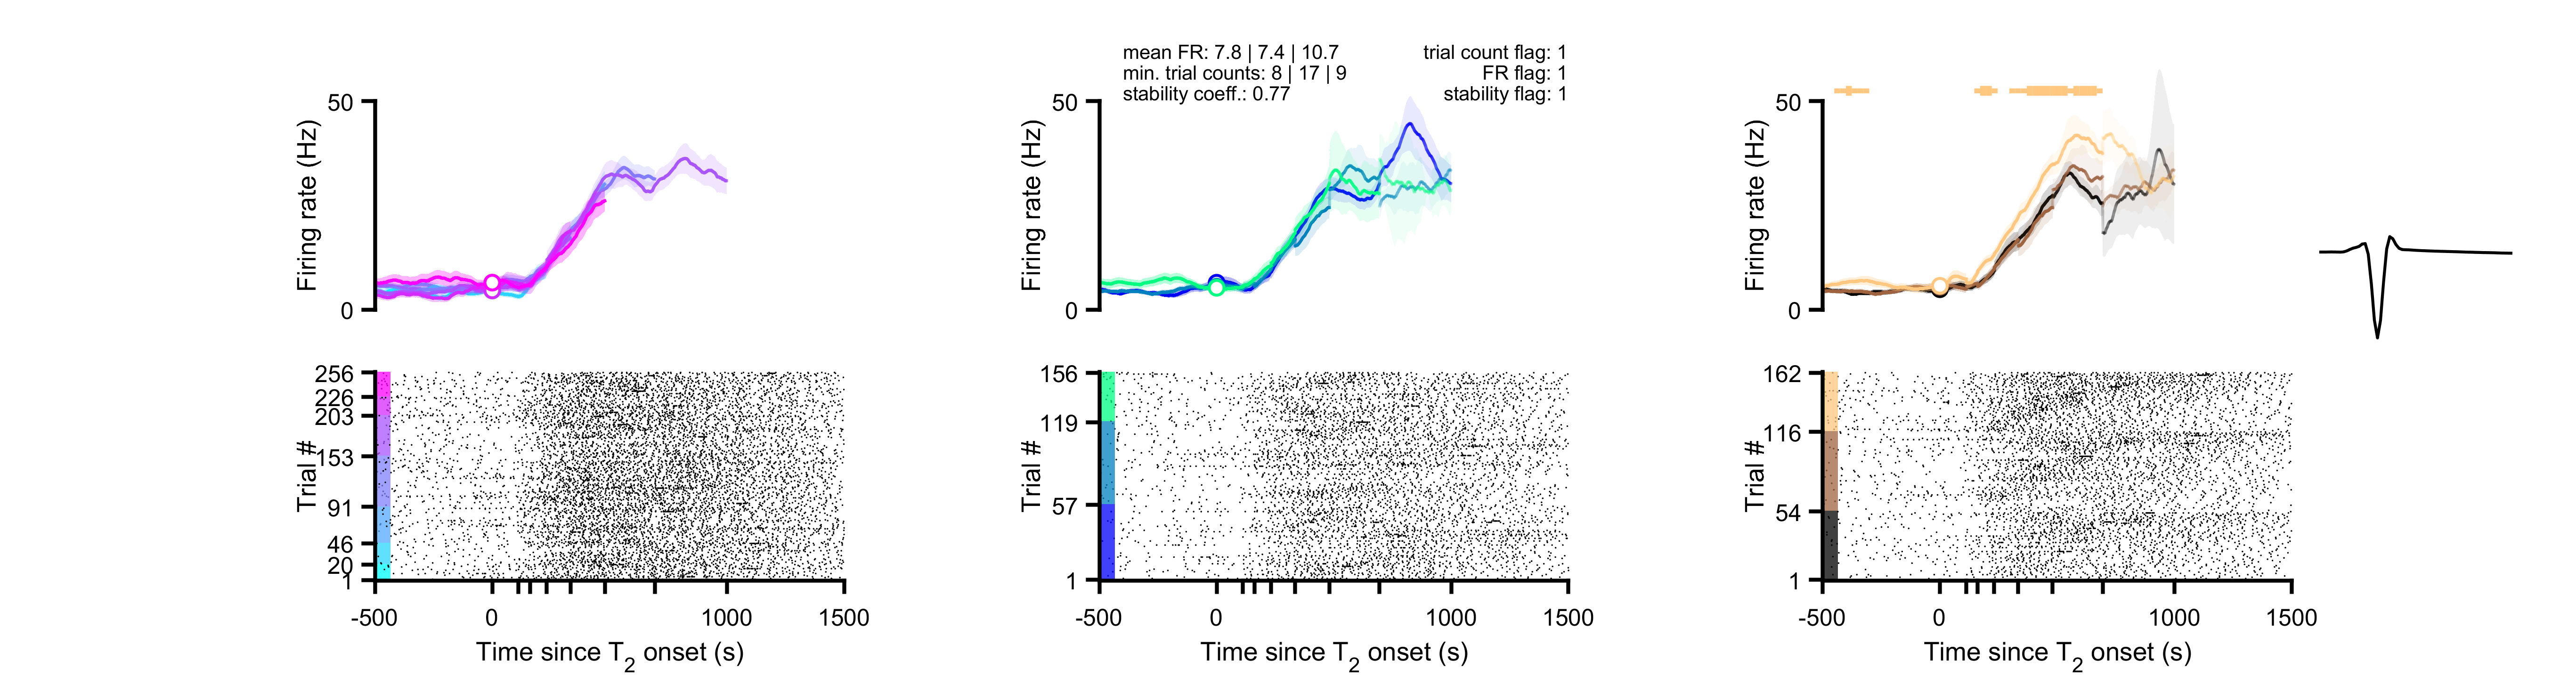 mean FR: 7.8 | 7.4 | 10.7
trial count flag: 1
min. trial counts: 8 | 17 | 9
FR flag: 1
stability coeff.: 0.77
stability flag: 1
50
Firing rate (Hz)
0
50
Firing rate (Hz)
0
50
Firing rate (Hz)
0
256
226
203
153
91
46
20
1
Trial #
-500
0
1000
1500
Time since T2 onset (s)
156
119
57
1
Trial #
-500
0
1000
1500
Time since T2 onset (s)
162
116
54
1
Trial #
-500
0
1000
1500
Time since T2 onset (s)